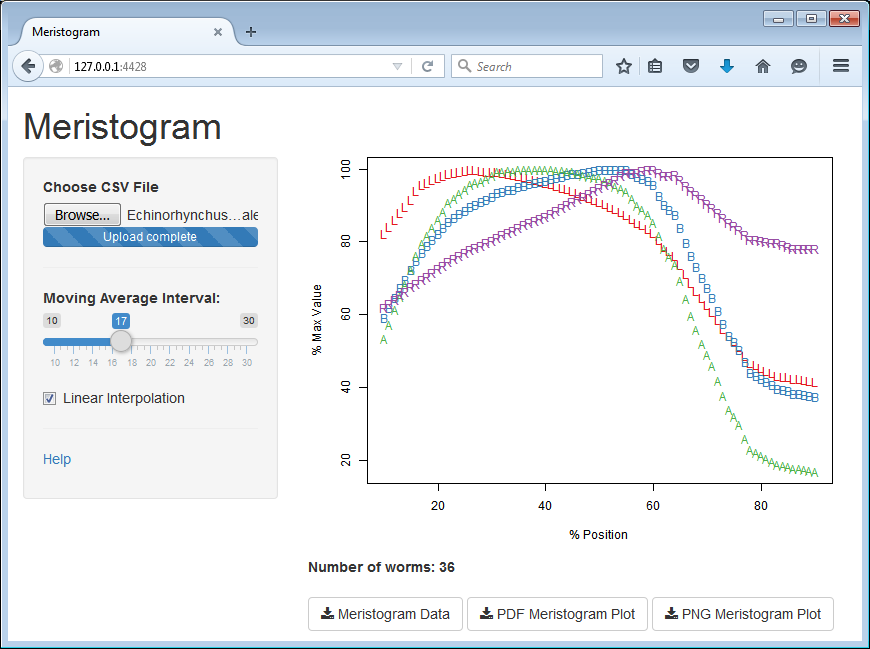 Meristogram
127.0.0.1:4428
Search
Meristogram
Choose CSV File
Browse... Echinorhynchus...ale
Upload complete
Moving Average Interval:
10 17 30
10 12 14 16 18 20 22 24 26 28 30
Linear Interpolation
Help
% Max Value
100
80
60
40
20
20 40 60 80
% Position
Number of worms: 36
Meristogram Data PDF Meristogram Plot PNG Meristogram Plot